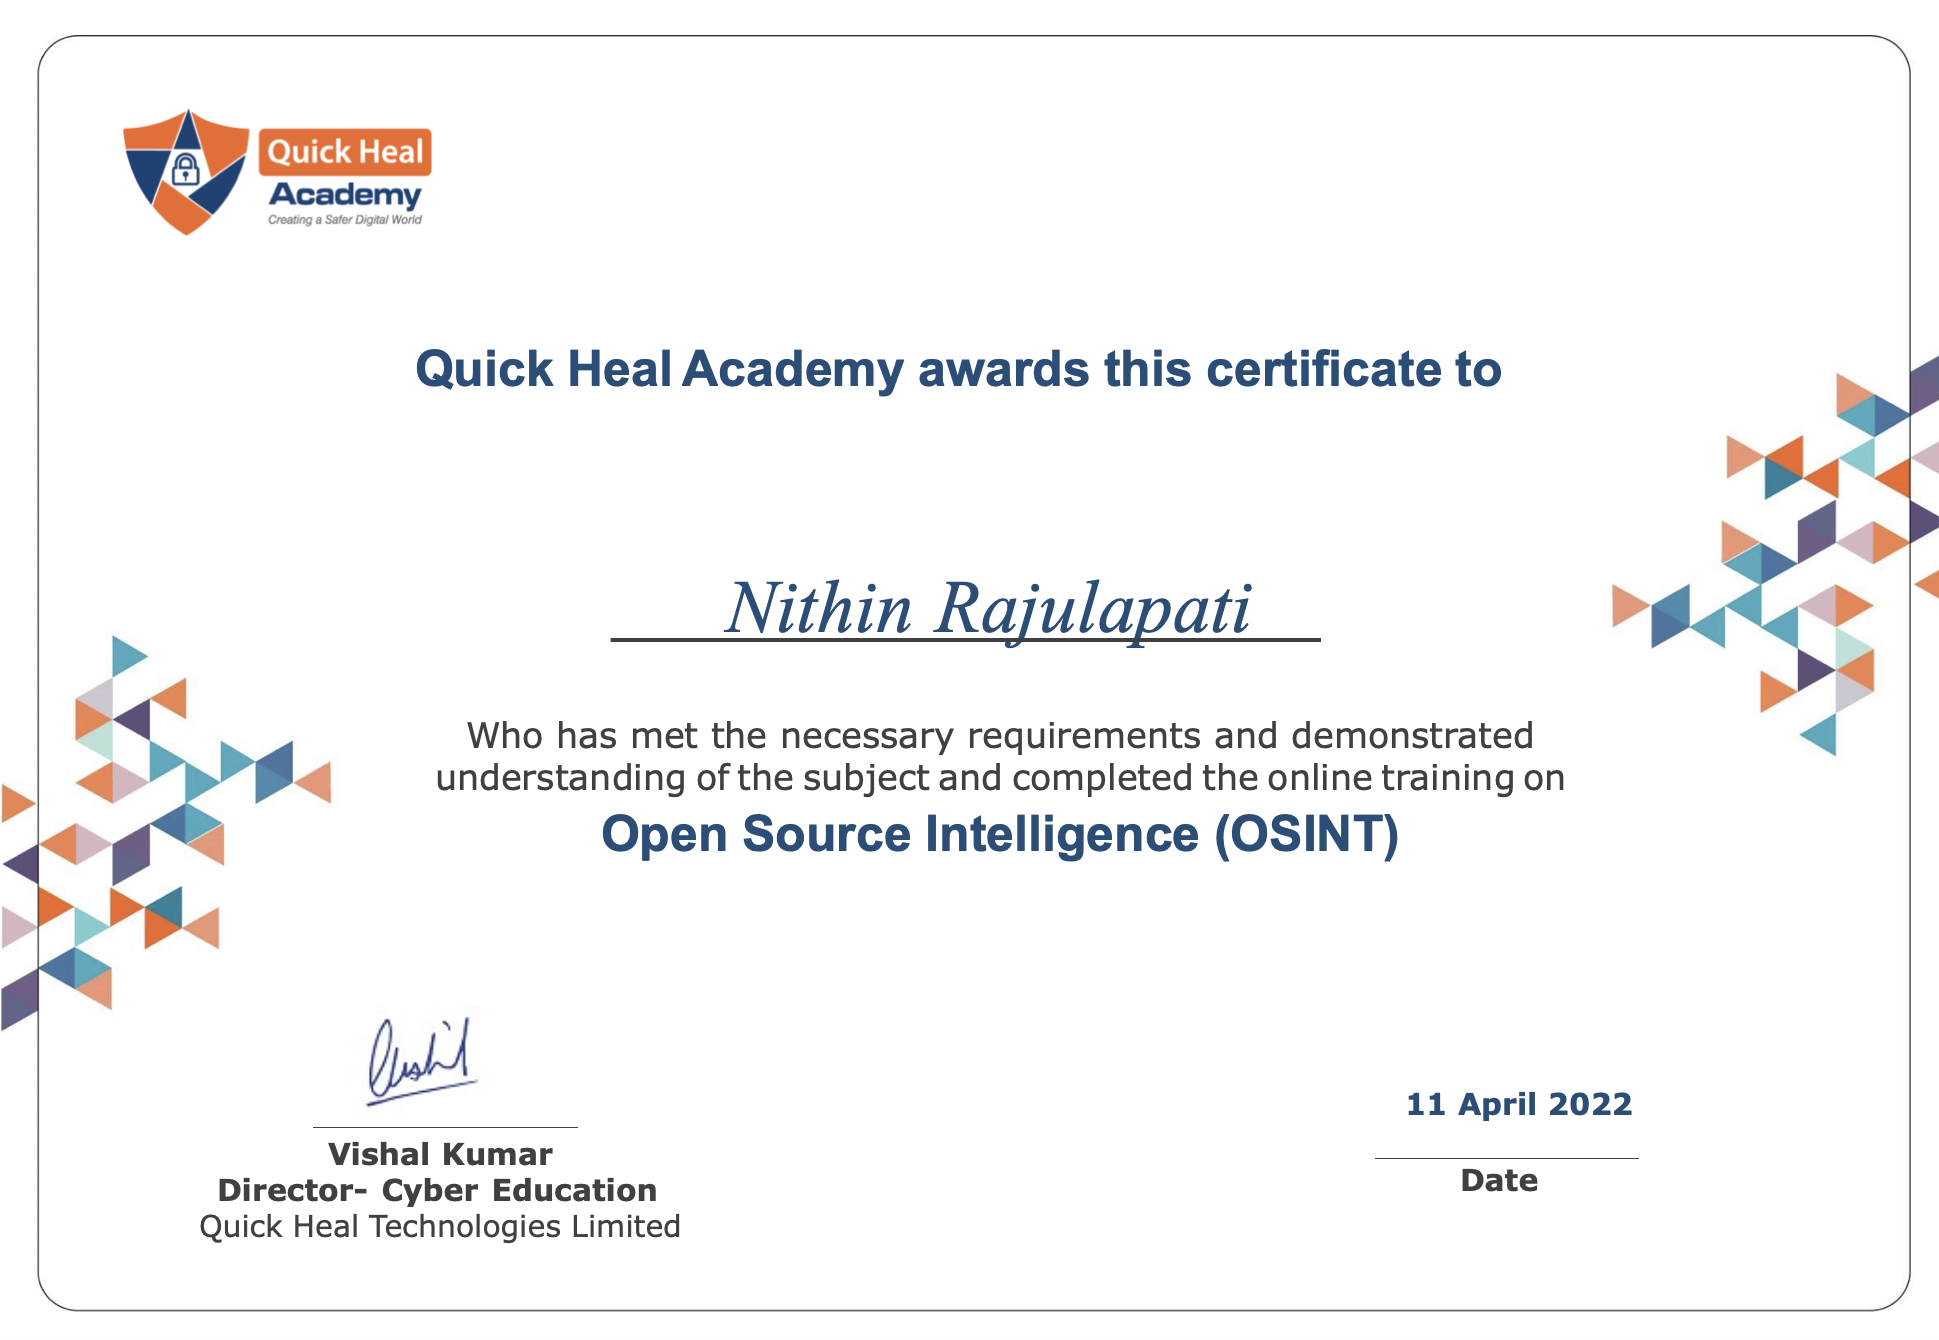 Quick Heal
Academy
Creating a Safer Digital World
Quick Heal Academy awards this certificate to
Nithin Rajulapati
Who has met the necessary requirements and demonstrated
understanding of the subject and completed the online training on
Open Source Intelligence (OSINT)
Vishal
11 April 2022
Vishal Kumar
Date
Director- Cyber Education
Quick Heal Technologies Limited